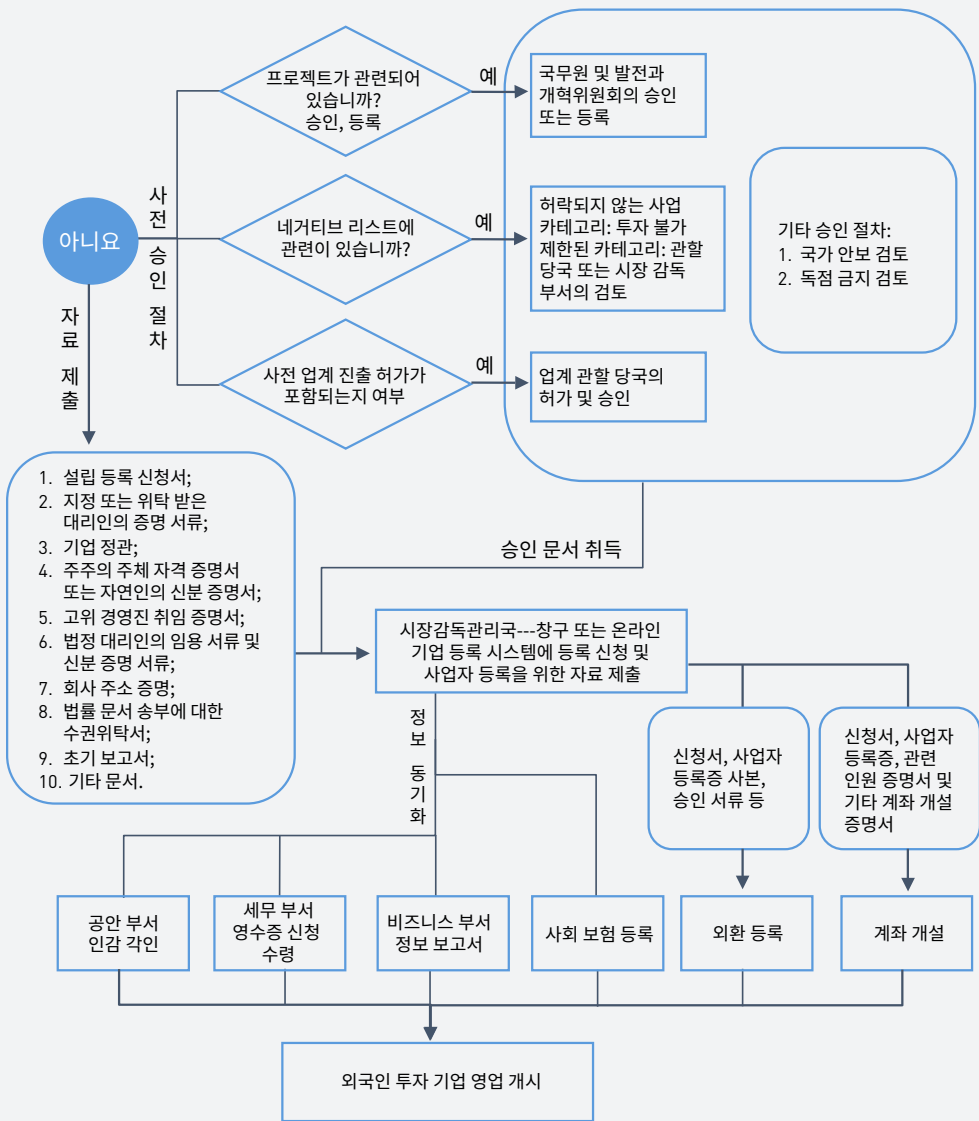 프로젝트가 관련되어
있습니까?
승인, 등록
예
국무원 및 발전과
개혁위원회의 승인
또는 등록
사전 승인 절차
아니요
네거티브 리스트에
관련이 있습니까?
예
허락되지 않는 사업
카테고리: 투자 불가
제한된 카테고리: 관할
당국 또는 시장 감독
부서의 검토
기타 승인 절차:
1. 국가 안보 검토
2. 독점 금지 검토
자료 제출
사전 업계 진출 허가가
포함되는지 여부
예
업계 관할 당국의
허가 및 승인
1. 설립 등록 신청서;
2. 지정 또는 위탁 받은
대리인의 증명 서류;
3. 기업 정관;
4. 주주의 주체 자격 증명서
또는 자연인의 신분 증명서;
5. 고위 경영진 취임 증명서;
6. 법정 대리인의 임용 서류 및
신분 증명 서류;
7. 회사 주소 증명;
8. 법률 문서 송부에 대한
수권위탁서;
9. 초기 보고서;
10. 기타 문서.
승인 문서 취득
시장감독관리국---창구 또는 온라인
기업 등록 시스템에 등록 신청 및
사업자 등록을 위한 자료 제출
정보 동기화
신청서, 사업자
등록증 사본,
승인 서류 등
신청서, 사업자
등록증, 관련
인원 증명서 및
기타 계좌 개설
증명서
공안 부서
인감 각인
세무 부서
영수증 신청
수령
비즈니스 부서
정보 보고서
사회 보험 등록
외환 등록
계좌 개설
외국인 투자 기업 영업 개시